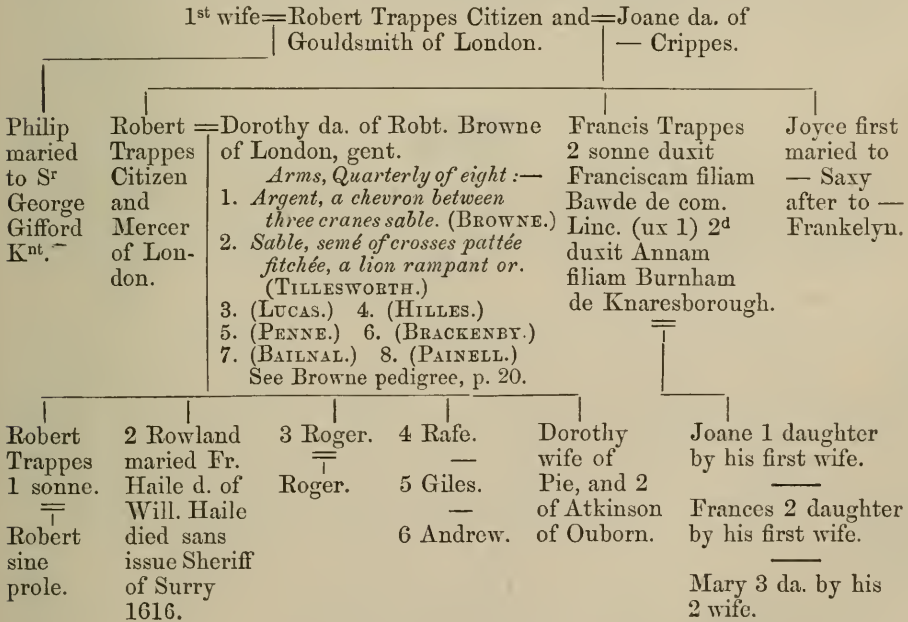 1st wife=Robert Trappes Citizen and=Joane da. of
Gouldsmith of London. — Crippes.
Philip
maried
to Sr
George
Gifford
Knt.
Robert
Trappes
Citizen
and
Mercer
of Lon-
don.
=Dorothy da. of Robt. Browne
of London, gent.
Arms, Quarterly of eight :—
1. Argent, a chevron between
three cranes sable. (BROWNE.)
2. Sable, semé of crosses pattée
fitchée, a lion rampant or.
(TILLESWORTH.)
3. (LUCAS.) 4. (HILLES.)
5. (PENNE.) 6. (BRACKENBY.)
7. (BAILNAL.) 8. (PAINELL.)
See Browne pedigree, p. 20.
Francis Trappes
2 sonne duxit
Franciscam filiam
Bawde de com.
Linc. (ux 1) 2d
duxit Annam
filiam Burnham
de Knaresborough.
Joyce first
maried to
— Saxy
after to —
Frankelyn.
Robert
Trappes
1 sonne.
Robert
sine
prole.
2 Rowland
maried Fr.
Haile d. of
Will. Haile
died sans
issue Sheriff
of Surry
1616.
3 Roger.
Roger.
4 Rafe.
—
5 Giles.
—
6 Andrew.
Dorothy
wife of
Pie, and 2
of Atkinson
of Ouborn.
Joane 1 daughter
by his first wife.
Frances 2 daughter
by his first wife.
Mary 3 da. by his
2 wife.